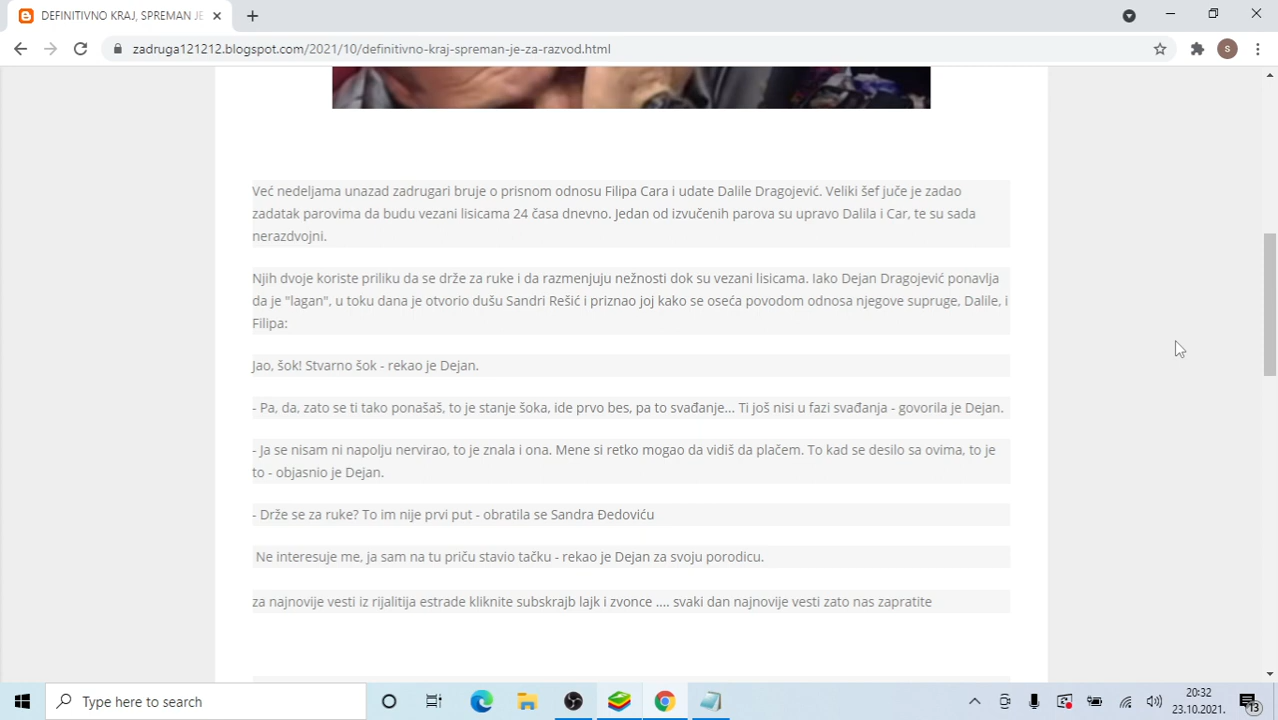 DEFINITIVNO KRAJ, SPREMAN JE
zadruga121212.blogspot.com/2021/10/definitivno-kraj-spreman-je-za-razvod.html
S
Već nedeljama unazad zadrugari bruje o prisnom odnosu Filipa Cara i udate Dalile Dragojević. Veliki šef juče je zadao
zadatak parovima da budu vezani lisicama 24 časa dnevno. Jedan od izvučenih parova su upravo Dalila i Car, te su sada
nerazdvojni.
Njih dvoje koriste priliku da se drže za ruke i da razmenjuju nežnosti dok su vezani lisicama. Iako Dejan Dragojević ponavlja
da je "lagan", u toku dana je otvorio dušu Sandri Rešić i priznao joj kako se oseća povodom odnosa njegove supruge, Dalile, i
Filipa:
Jao, šok! Stvarno šok - rekao je Dejan.
- Pa, da, zato se ti tako ponašaš, to je stanje šoka, ide prvo bes, pa to svađanje... Ti još nisi u fazi svađanja - govorila je Dejan.
- Ja se nisam ni napolju nervirao, to je znala i ona. Mene si retko mogao da vidiš da plačem. To kad se desilo sa ovima, to je
to - objasnio je Dejan.
- Drže se za ruke? To im nije prvi put - obratila se Sandra Đedoviću
Ne interesuje me, ja sam na tu priču stavio tačku - rekao je Dejan za svoju porodicu.
za najnovije vesti iz rijalitija estrade kliknite subskrajb lajk i zvonce .... svaki dan najnovije vesti zato nas zapratite
Type here to search
20:32
23.10.2021.
13